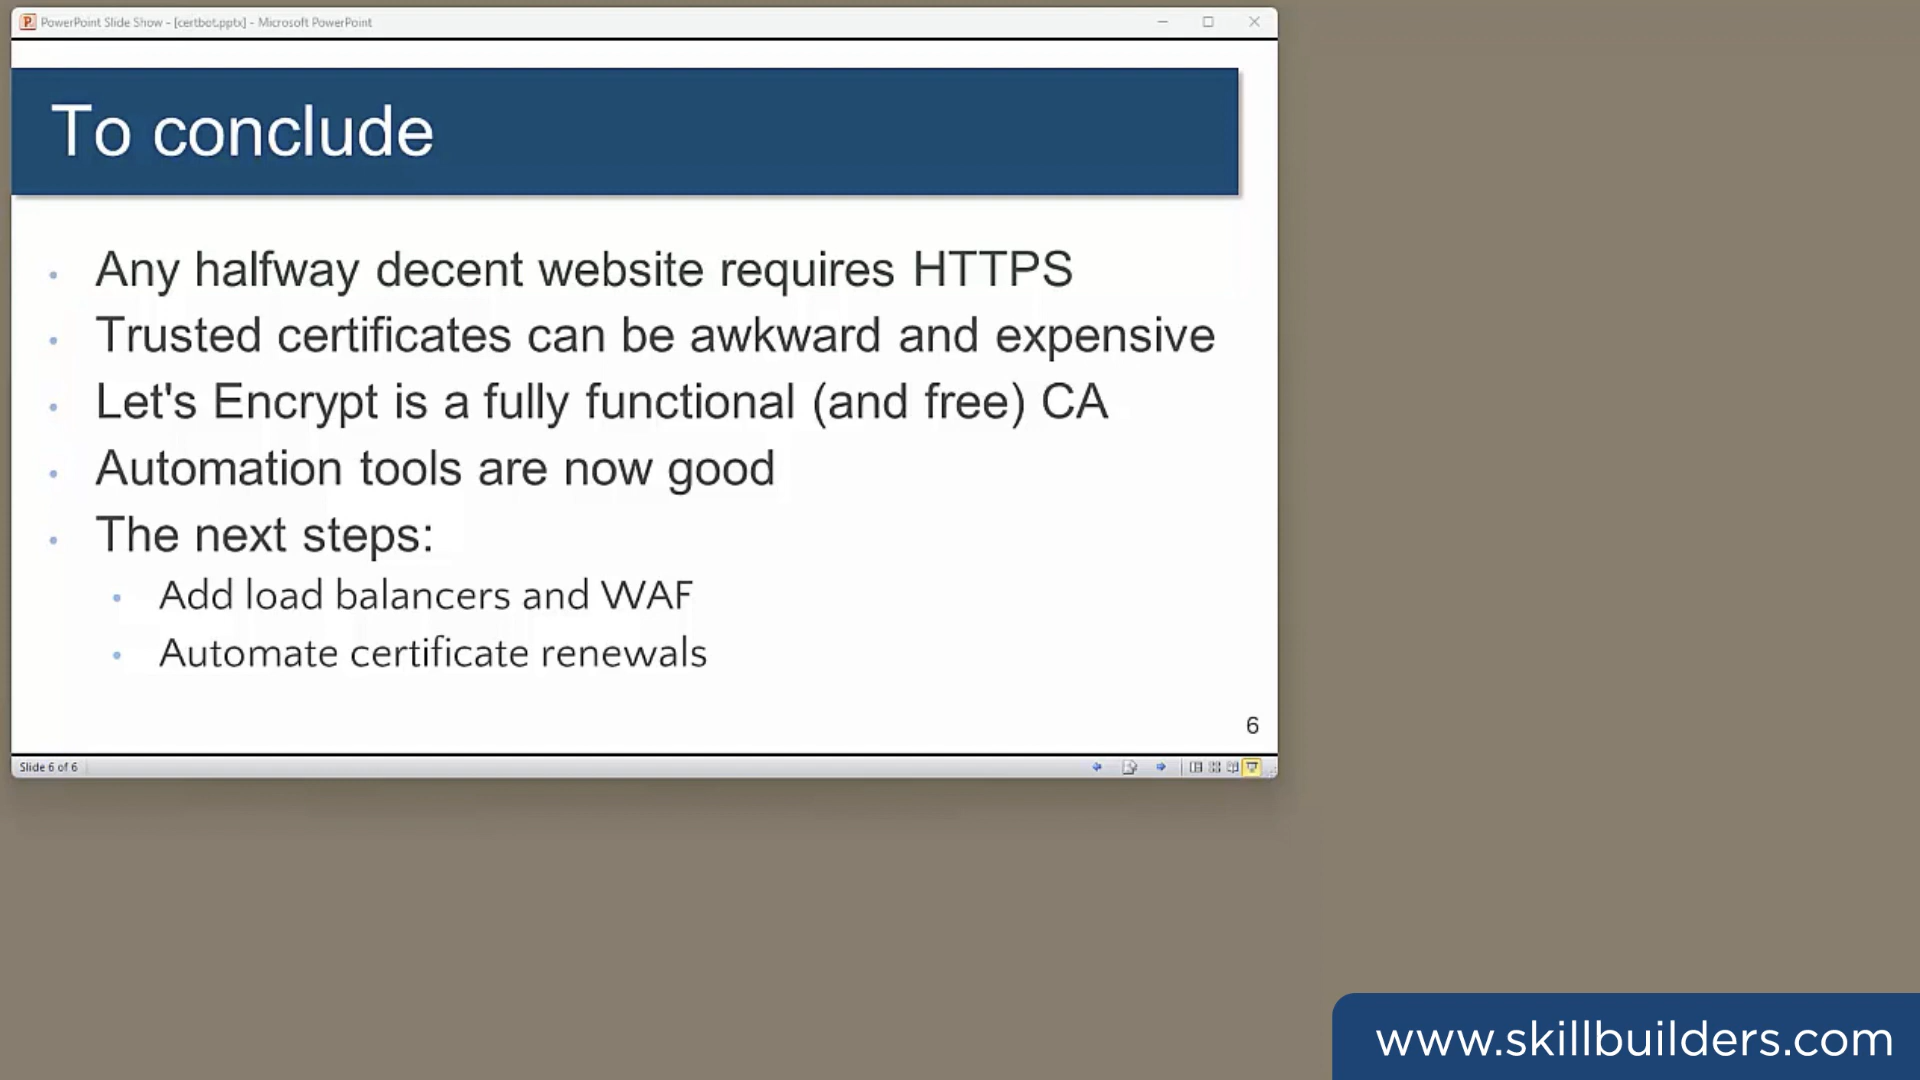 PowerPoint Slide Show - [certbot.pptx] - Microsoft PowerPoint
To conclude
• Any halfway decent website requires HTTPS
• Trusted certificates can be awkward and expensive
• Let's Encrypt is a fully functional (and free) CA
• Automation tools are now good
• The next steps:
• Add load balancers and WAF
• Automate certificate renewals
6
Slide 6 of 6
www.skillbuilders.com